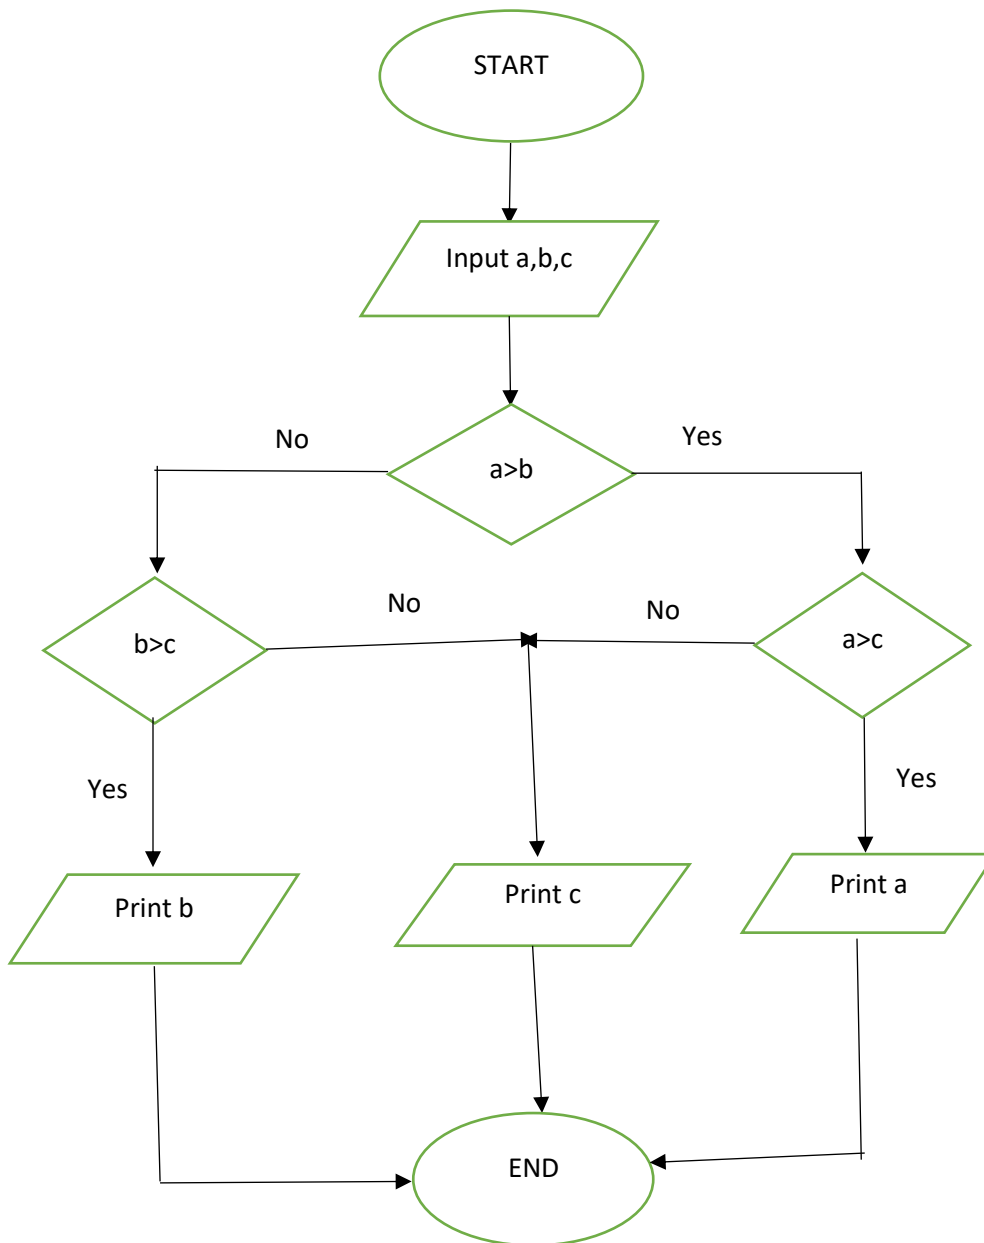 START
Input a,b,c
No
Yes
a>b
No
No
b>c
a>c
Yes
Yes
Print b
Print c
Print a
END